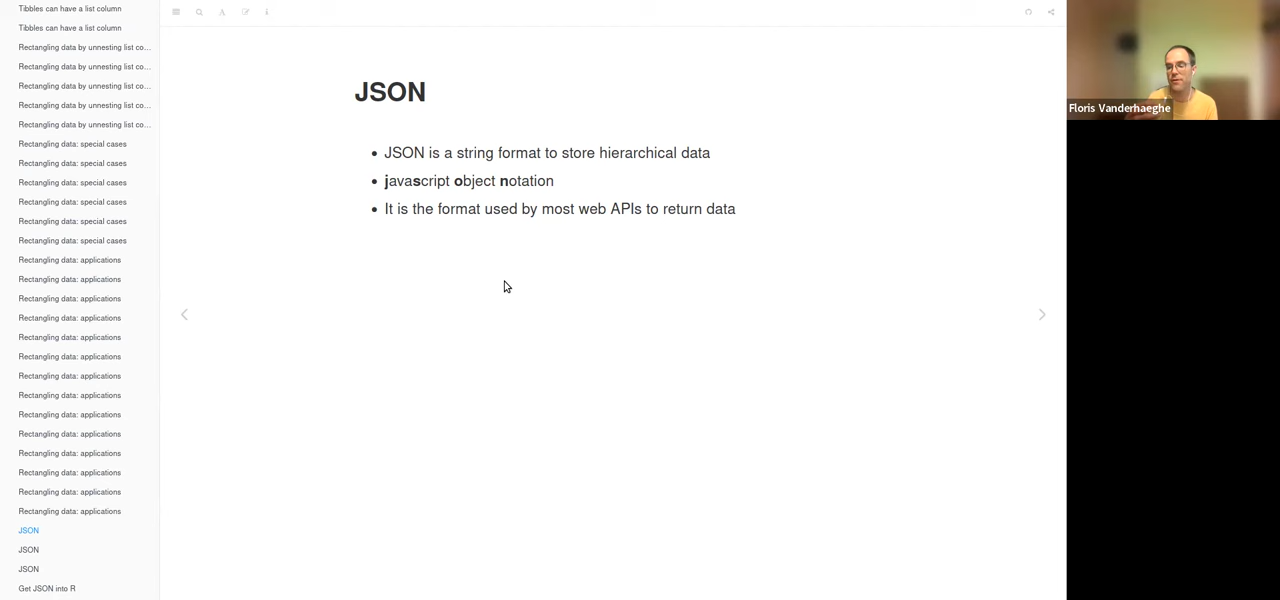 Tibbles can have a list column
Tibbles can have a list column
Rectangling data by unnesting list co...
Rectangling data by unnesting list co...
Rectangling data by unnesting list co...
Rectangling data by unnesting list co...
Rectangling data by unnesting list co...
Rectangling data: special cases
Rectangling data: special cases
Rectangling data: special cases
Rectangling data: special cases
Rectangling data: special cases
Rectangling data: special cases
Rectangling data: applications
Rectangling data: applications
Rectangling data: applications
Rectangling data: applications
Rectangling data: applications
Rectangling data: applications
Rectangling data: applications
Rectangling data: applications
Rectangling data: applications
Rectangling data: applications
Rectangling data: applications
Rectangling data: applications
Rectangling data: applications
Rectangling data: applications
JSON
JSON
JSON
Get JSON into R
A
i
JSON
• JSON is a string format to store hierarchical data
• javascript object notation
• It is the format used by most web APIs to return data
Floris Vanderhaeghe